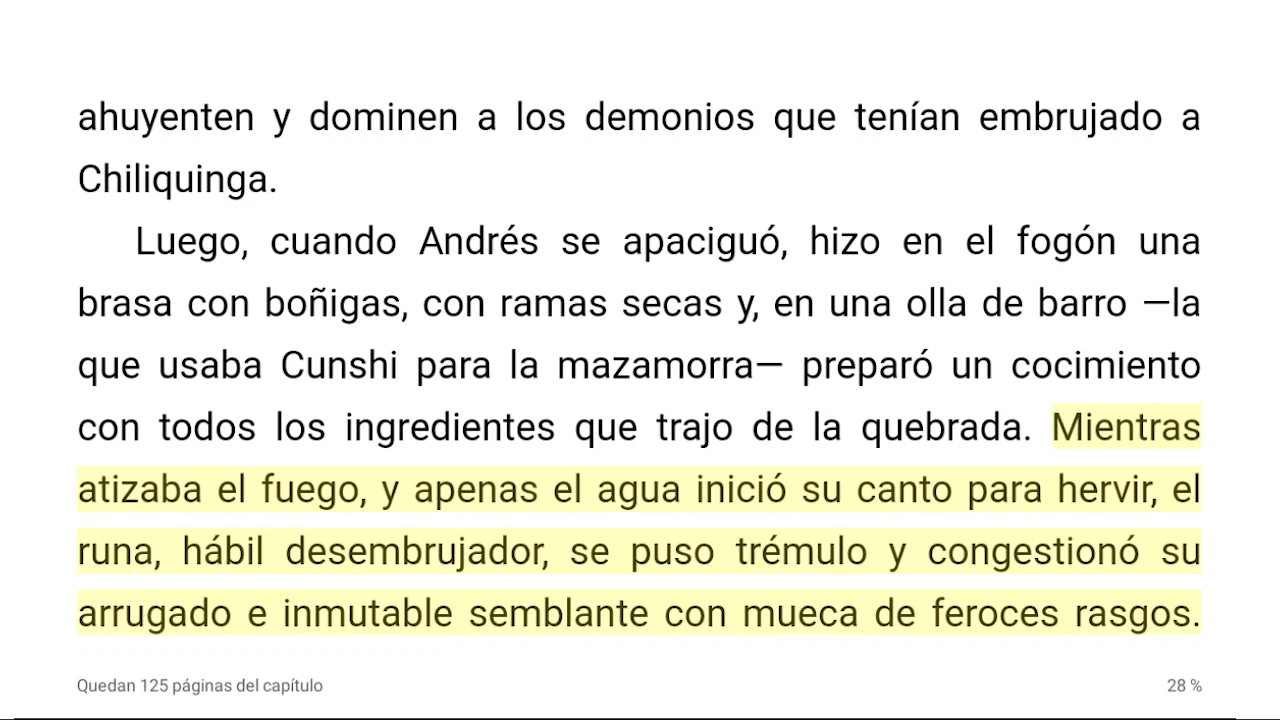 ahuyenten y dominen a los demonios que tenían embrujado a
Chiliquinga.
Luego, cuando Andrés se apaciguó, hizo en el fogón una
brasa con boñigas, con ramas secas y, en una olla de barro —la
que usaba Cunshi para la mazamorra— preparó un cocimiento
con todos los ingredientes que trajo de la quebrada. Mientras
atizaba el fuego, y apenas el agua inició su canto para hervir, el
runa, hábil desembrujador, se puso trémulo y congestionó su
arrugado e inmutable semblante con mueca de feroces rasgos.
Quedan 125 páginas del capítulo
28 %